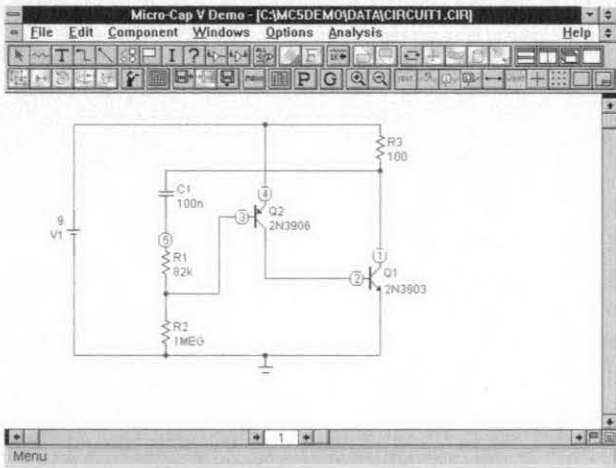 Micro-Cap V Demo - [C:\MC5DEMO\DATA\CIRCUIT1.CIR]
File Edit Component Windows Options Analysis Help
T I ?
P G
R3
100
C1
100n
4
3
Q2
2N3906
9
V1
5
R1
82k
1
2
Q1
2N3903
R2
1MEG
1
Menu